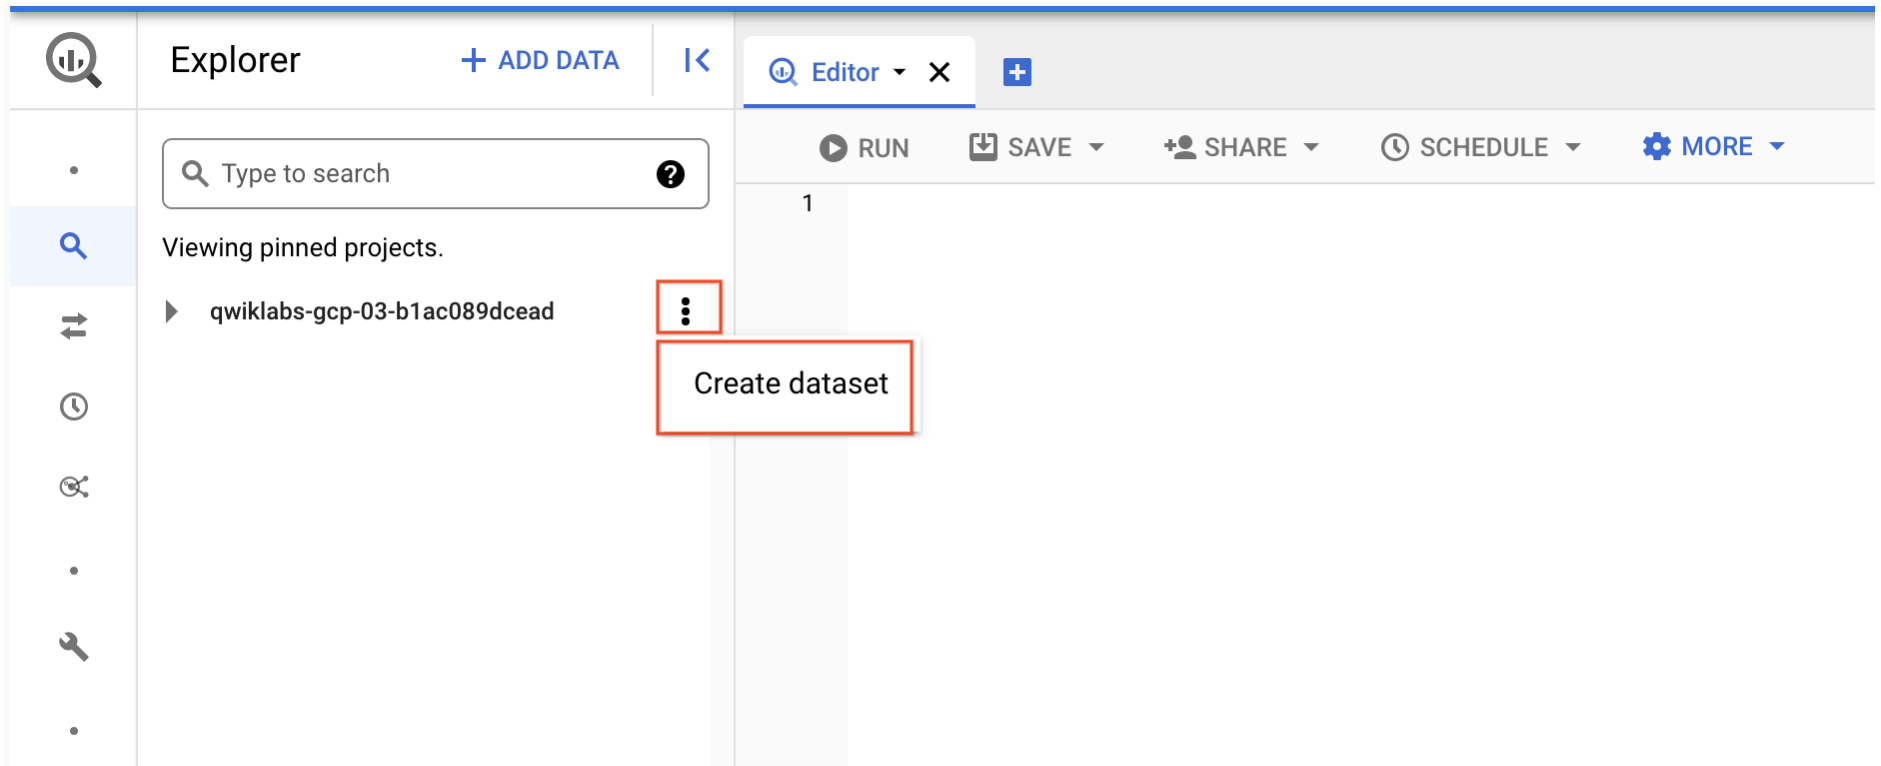 Explorer
+ ADD DATA
Editor
RUN
SAVE
SHARE
SCHEDULE
MORE
Type to search
1
Viewing pinned projects.
qwiklabs-gcp-03-b1ac089dcead
Create dataset